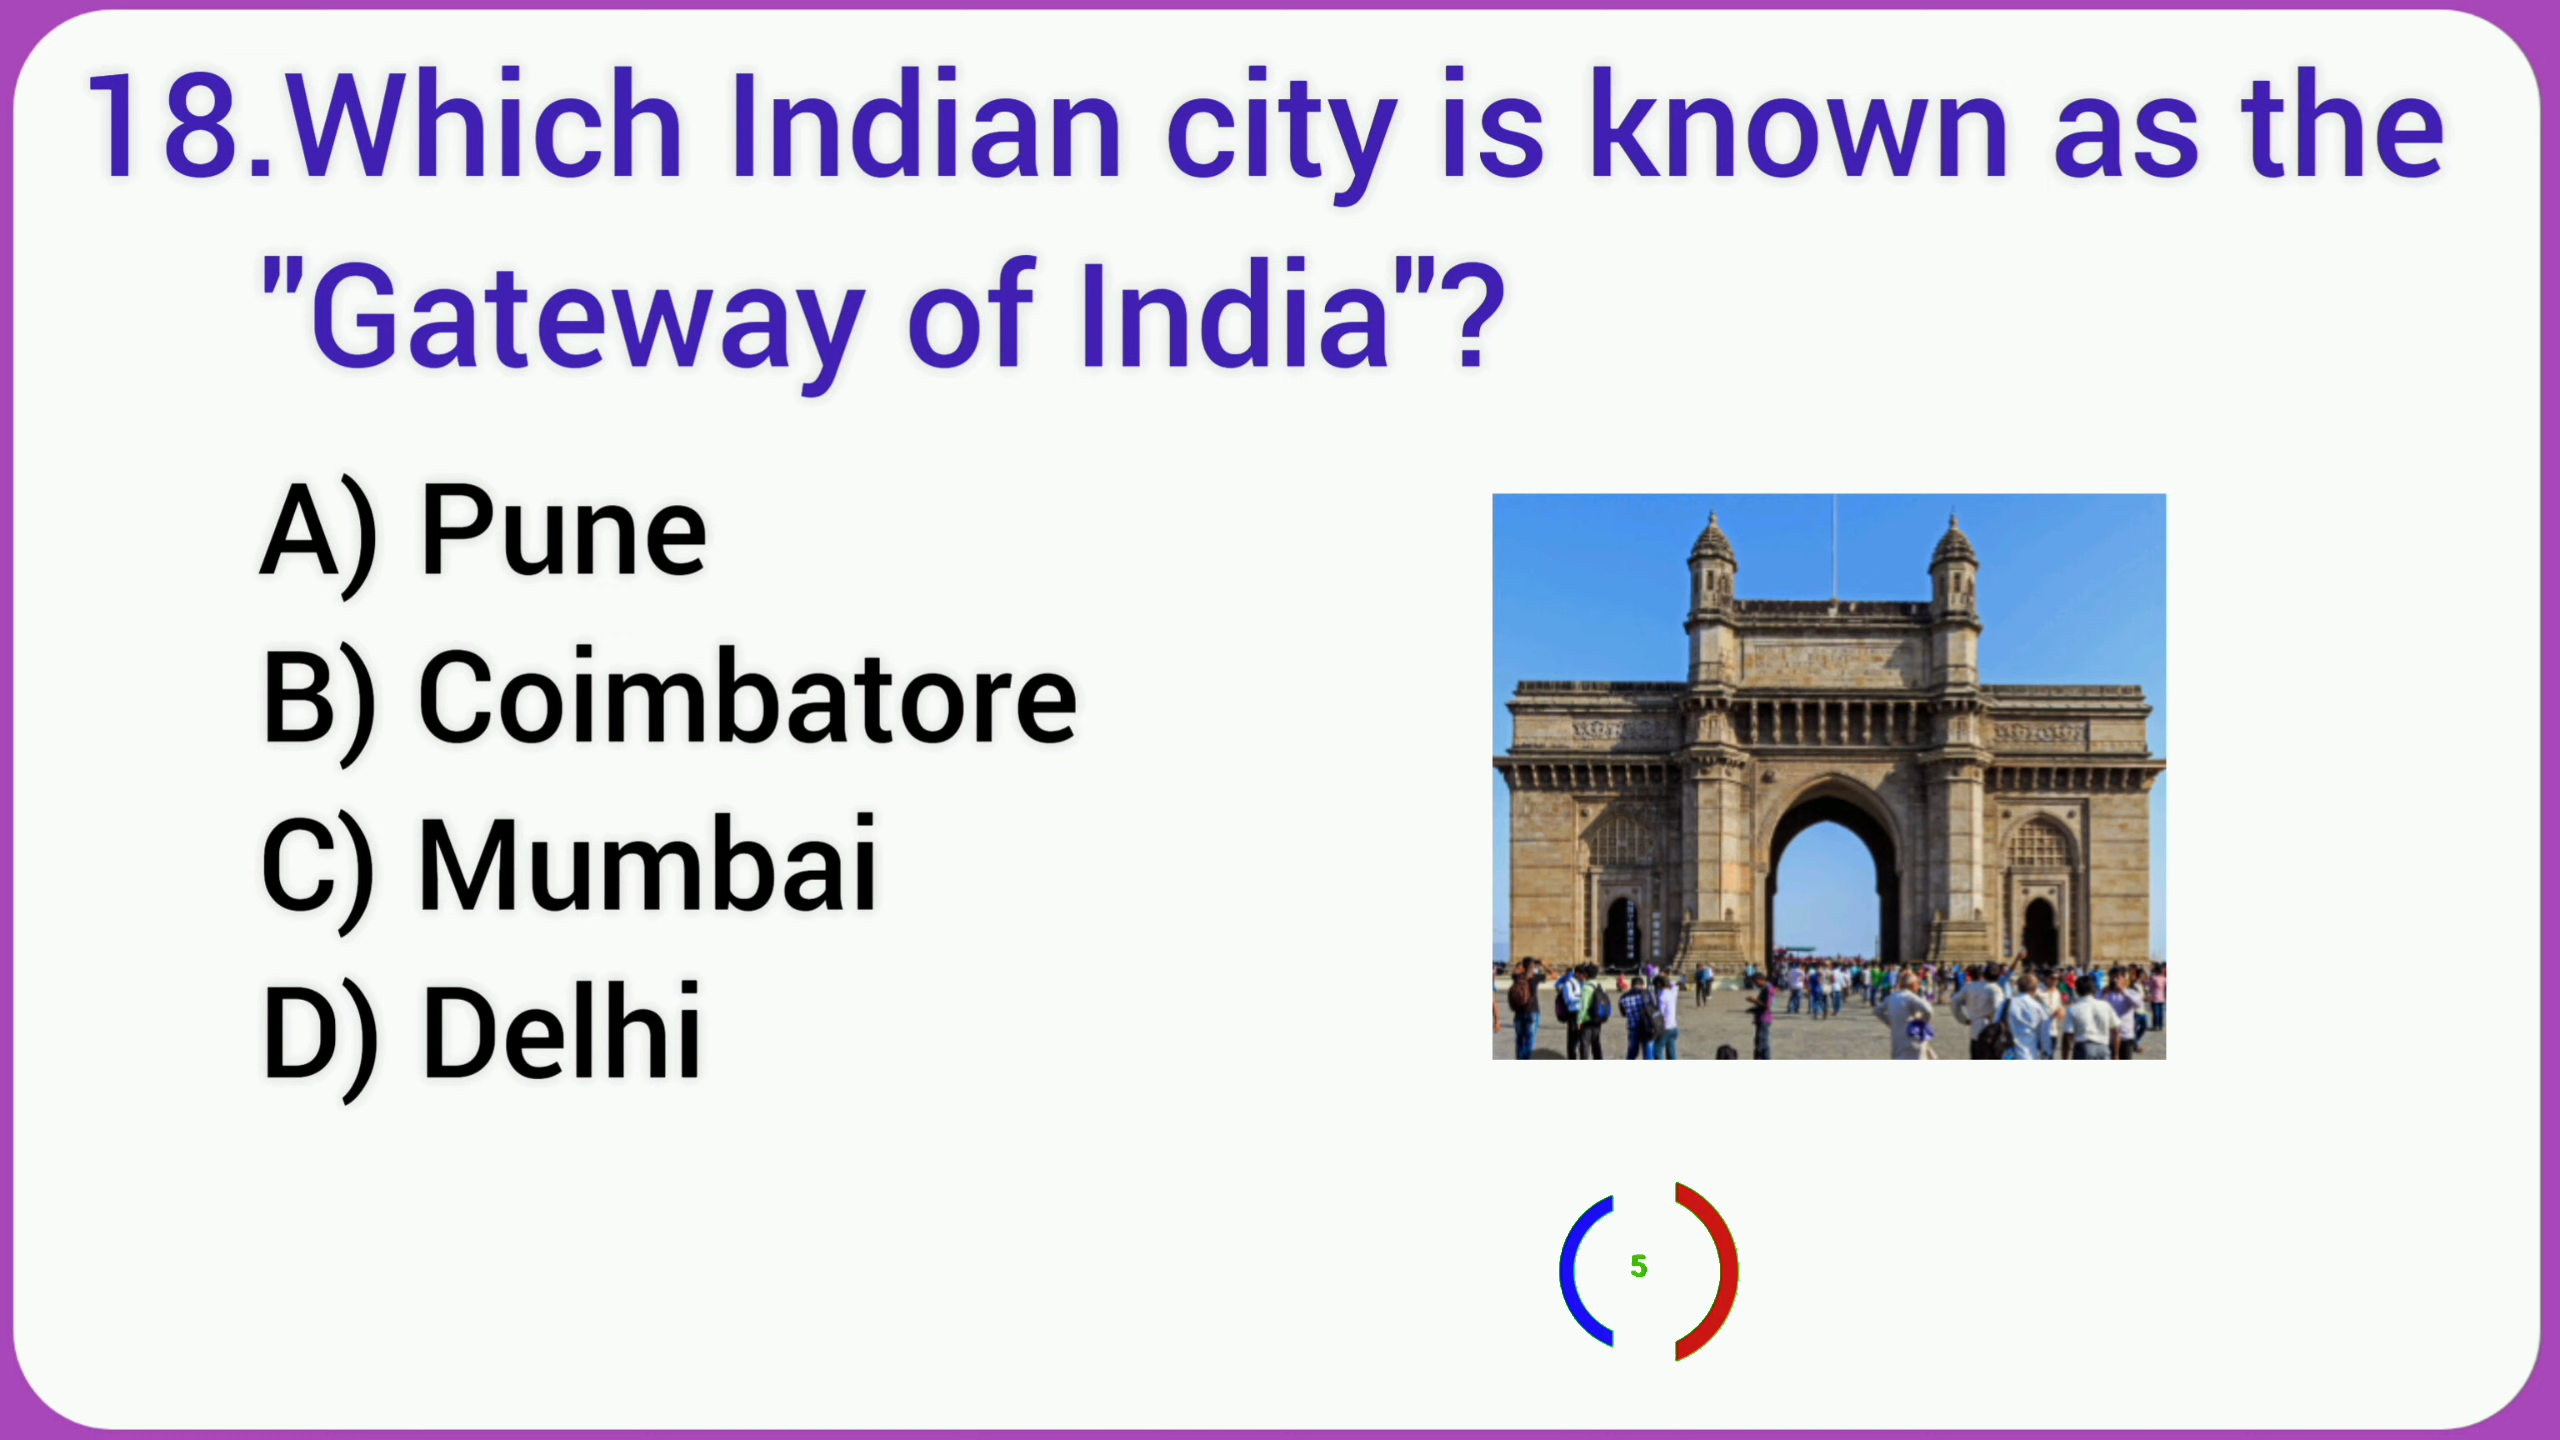 18.Which Indian city is known as the
"Gateway of India"?
A) Pune
B) Coimbatore
C) Mumbai
D) Delhi
5